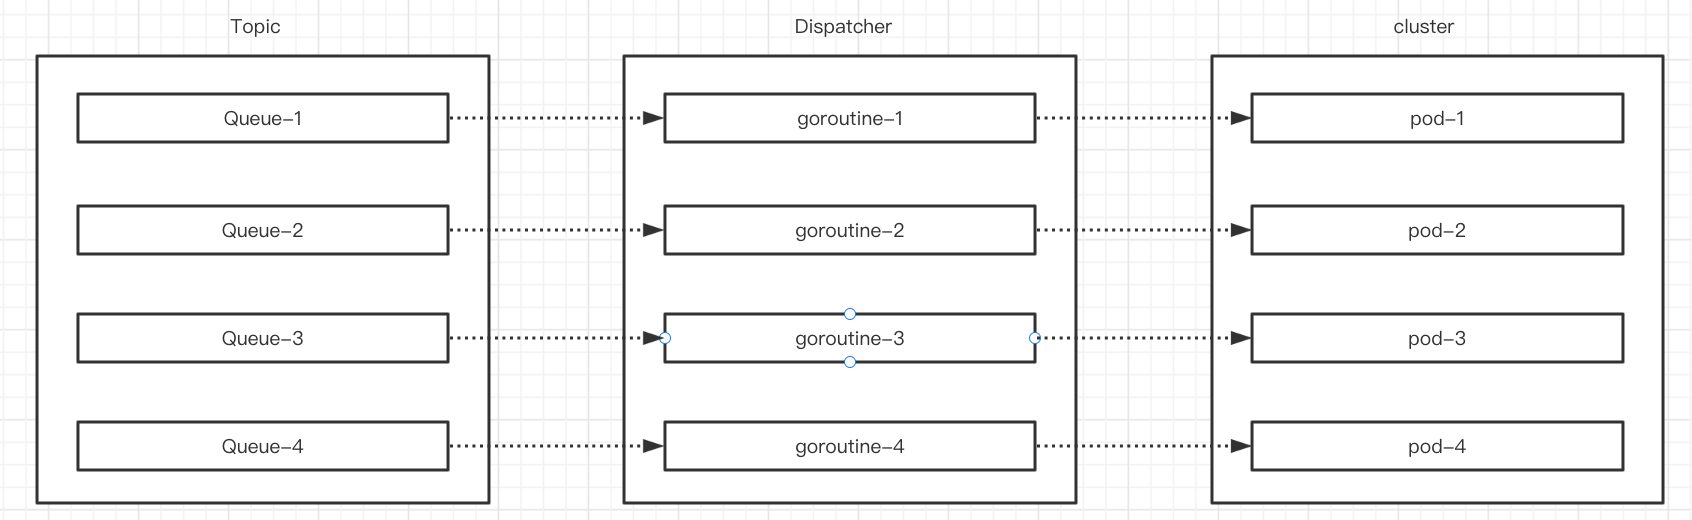 Topic
Dispatcher
cluster
Queue–1
goroutine–1
pod–1
Queue–2
goroutine–2
pod–2
Queue–3
goroutine–3
pod–3
Queue–4
goroutine–4
pod–4